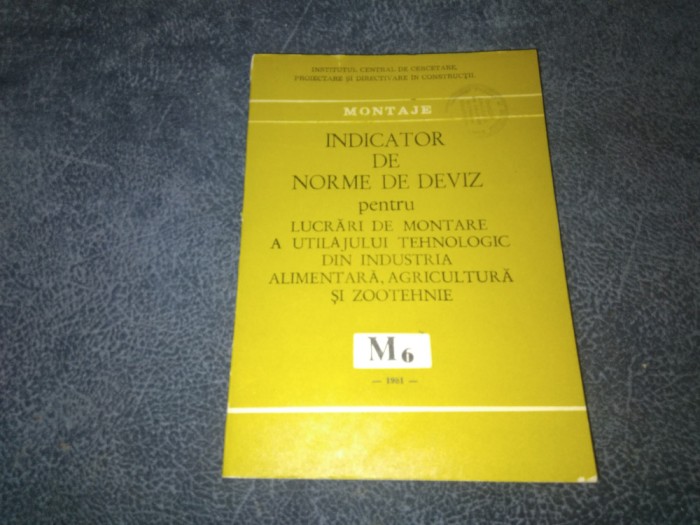 INSTITUTUL CENTRAL DE CERCETARE,
PROIECTARE ȘI DIRECTIVARE ÎN CONSTRUCȚII
MONTAJE
INDICATOR
DE
NORME DE DEVIZ
pentru
LUCRĂRI DE MONTARE
A UTILAJULUI TEHNOLOGIC
DIN INDUSTRIA
ALIMENTARĂ, AGRICULTURĂ
ȘI ZOOTEHNIE
M6
— 1981 —